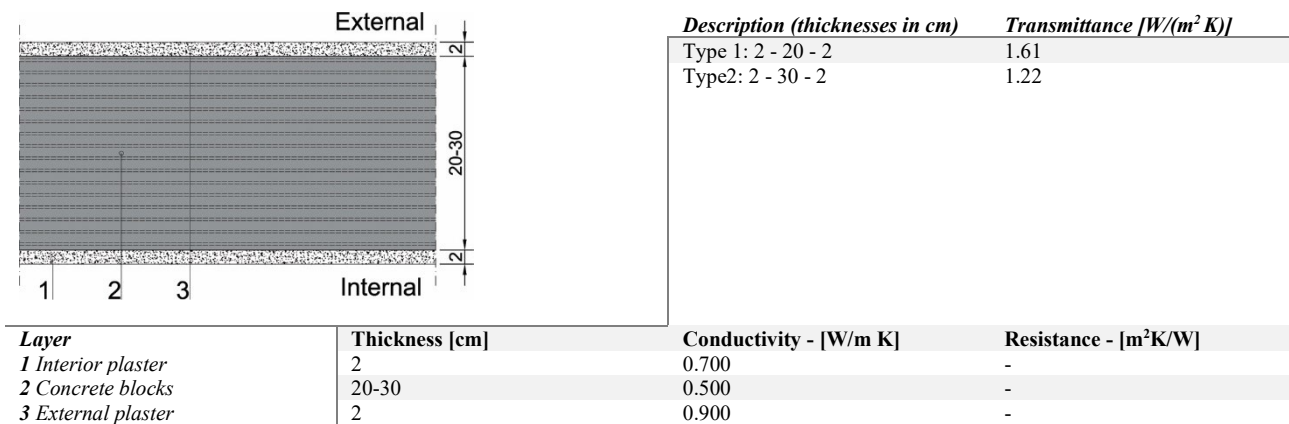 External
2
20-30
2
Internal
1 2 3
Description (thicknesses in cm) Transmittance [W/(m² K)]
Type 1: 2 - 20 - 2 1.61
Type2: 2 - 30 - 2 1.22
Layer Thickness [cm] Conductivity - [W/m K] Resistance - [m²K/W]
1 Interior plaster 2 0.700 -
2 Concrete blocks 20-30 0.500 -
3 External plaster 2 0.900 -